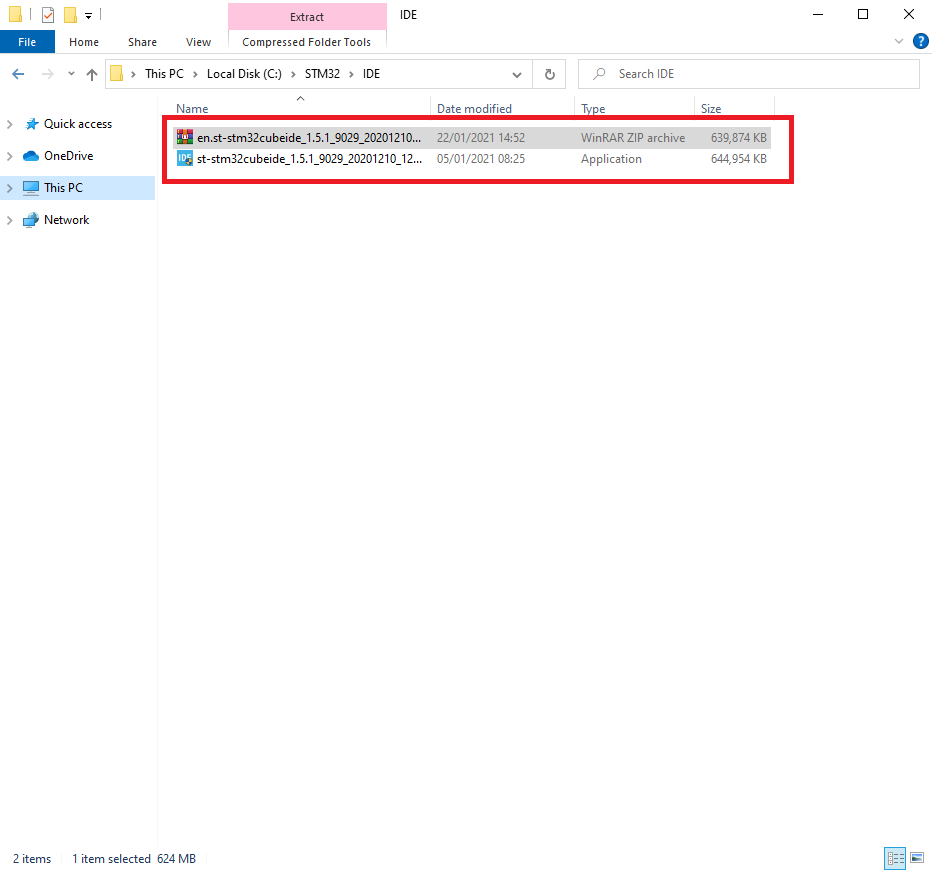 Extract
IDE
File
Home
Share
View
Compressed Folder Tools
This PC
Local Disk (C:)
STM32
IDE
Search IDE
Name
Date modified
Type
Size
Quick access
OneDrive
This PC
Network
en.st-stm32cubeide_1.5.1_9029_20201210... 22/01/2021 14:52 WinRAR ZIP archive 639,874 KB
IDE st-stm32cubeide_1.5.1_9029_20201210_12... 05/01/2021 08:25 Application 644,954 KB
2 items 1 item selected 624 MB